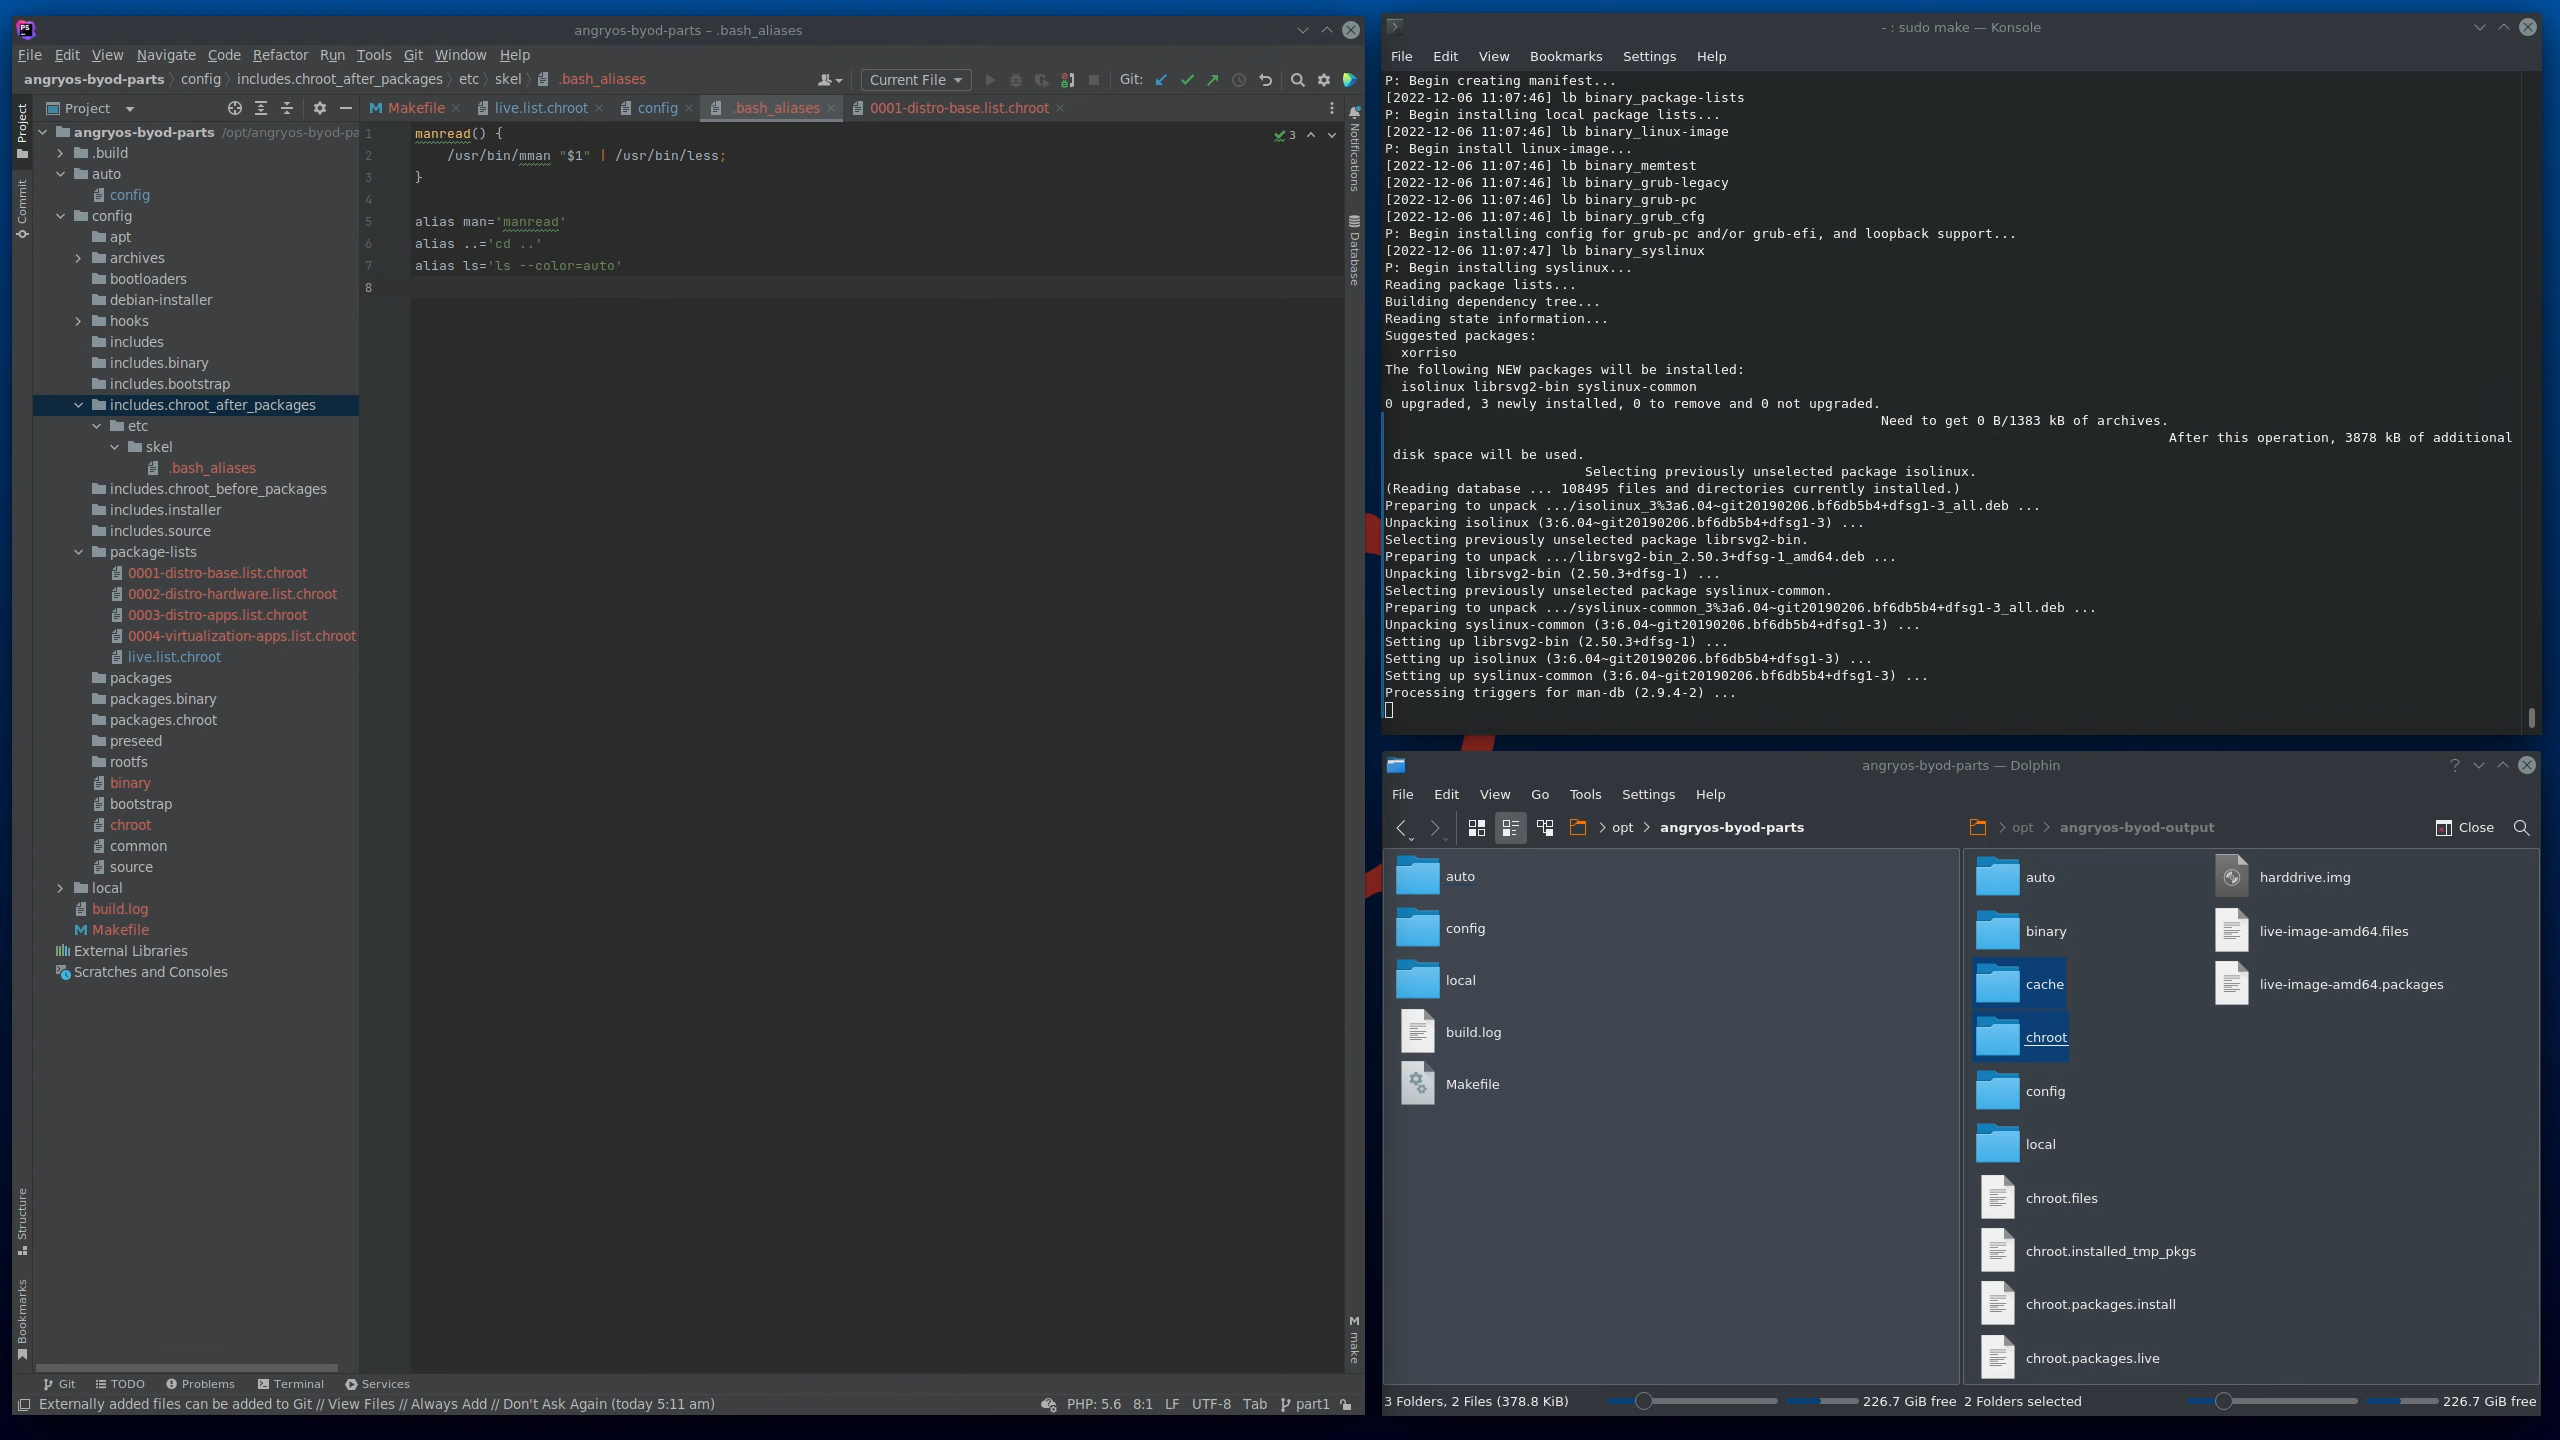 angryos-byod-parts – .bash_aliases
File Edit View Navigate Code Refactor Run Tools Git Window Help
angryos-byod-parts config includes.chroot_after_packages etc skel .bash_aliases
Current File
Git:
Project
Makefile
live.list.chroot
config
.bash_aliases
0001-distro-base.list.chroot
Project
Commit
Structure
Bookmarks
angryos-byod-parts /opt/angryos-byod-pa
.build
auto
config
config
apt
archives
bootloaders
debian-installer
hooks
includes
includes.binary
includes.bootstrap
includes.chroot_after_packages
etc
skel
.bash_aliases
includes.chroot_before_packages
includes.installer
includes.source
package-lists
0001-distro-base.list.chroot
0002-distro-hardware.list.chroot
0003-distro-apps.list.chroot
0004-virtualization-apps.list.chroot
live.list.chroot
packages
packages.binary
packages.chroot
preseed
rootfs
binary
bootstrap
chroot
common
source
local
build.log
Makefile
External Libraries
Scratches and Consoles
1 manread() {
2     /usr/bin/mman "$1" | /usr/bin/less;
3 }
4
5 alias man='manread'
6 alias ..='cd ..'
7 alias ls='ls --color=auto'
8
3
Notifications
Database
make
Git TODO Problems Terminal Services
Externally added files can be added to Git // View Files // Always Add // Don't Ask Again (today 5:11 am)
PHP: 5.6 8:1 LF UTF-8 Tab part1
- : sudo make — Konsole
File Edit View Bookmarks Settings Help
P: Begin creating manifest...
[2022-12-06 11:07:46] lb binary_package-lists
P: Begin installing local package lists...
[2022-12-06 11:07:46] lb binary_linux-image
P: Begin install linux-image...
[2022-12-06 11:07:46] lb binary_memtest
[2022-12-06 11:07:46] lb binary_grub-legacy
[2022-12-06 11:07:46] lb binary_grub-pc
[2022-12-06 11:07:46] lb binary_grub_cfg
P: Begin installing config for grub-pc and/or grub-efi, and loopback support...
[2022-12-06 11:07:47] lb binary_syslinux
P: Begin installing syslinux...
Reading package lists...
Building dependency tree...
Reading state information...
Suggested packages:
  xorriso
The following NEW packages will be installed:
  isolinux librsvg2-bin syslinux-common
0 upgraded, 3 newly installed, 0 to remove and 0 not upgraded.
Need to get 0 B/1383 kB of archives.
After this operation, 3878 kB of additional
 disk space will be used.
Selecting previously unselected package isolinux.
(Reading database ... 108495 files and directories currently installed.)
Preparing to unpack .../isolinux_3%3a6.04~git20190206.bf6db5b4+dfsg1-3_all.deb ...
Unpacking isolinux (3:6.04~git20190206.bf6db5b4+dfsg1-3) ...
Selecting previously unselected package librsvg2-bin.
Preparing to unpack .../librsvg2-bin_2.50.3+dfsg-1_amd64.deb ...
Unpacking librsvg2-bin (2.50.3+dfsg-1) ...
Selecting previously unselected package syslinux-common.
Preparing to unpack .../syslinux-common_3%3a6.04~git20190206.bf6db5b4+dfsg1-3_all.deb ...
Unpacking syslinux-common (3:6.04~git20190206.bf6db5b4+dfsg1-3) ...
Setting up librsvg2-bin (2.50.3+dfsg-1) ...
Setting up isolinux (3:6.04~git20190206.bf6db5b4+dfsg1-3) ...
Setting up syslinux-common (3:6.04~git20190206.bf6db5b4+dfsg1-3) ...
Processing triggers for man-db (2.9.4-2) ...
angryos-byod-parts — Dolphin
File Edit View Go Tools Settings Help
opt angryos-byod-parts
opt angryos-byod-output
Close
auto
config
local
build.log
Makefile
auto
binary
cache
chroot
config
local
chroot.files
chroot.installed_tmp_pkgs
chroot.packages.install
chroot.packages.live
harddrive.img
live-image-amd64.files
live-image-amd64.packages
3 Folders, 2 Files (378.8 KiB)
226.7 GiB free
2 Folders selected
226.7 GiB free